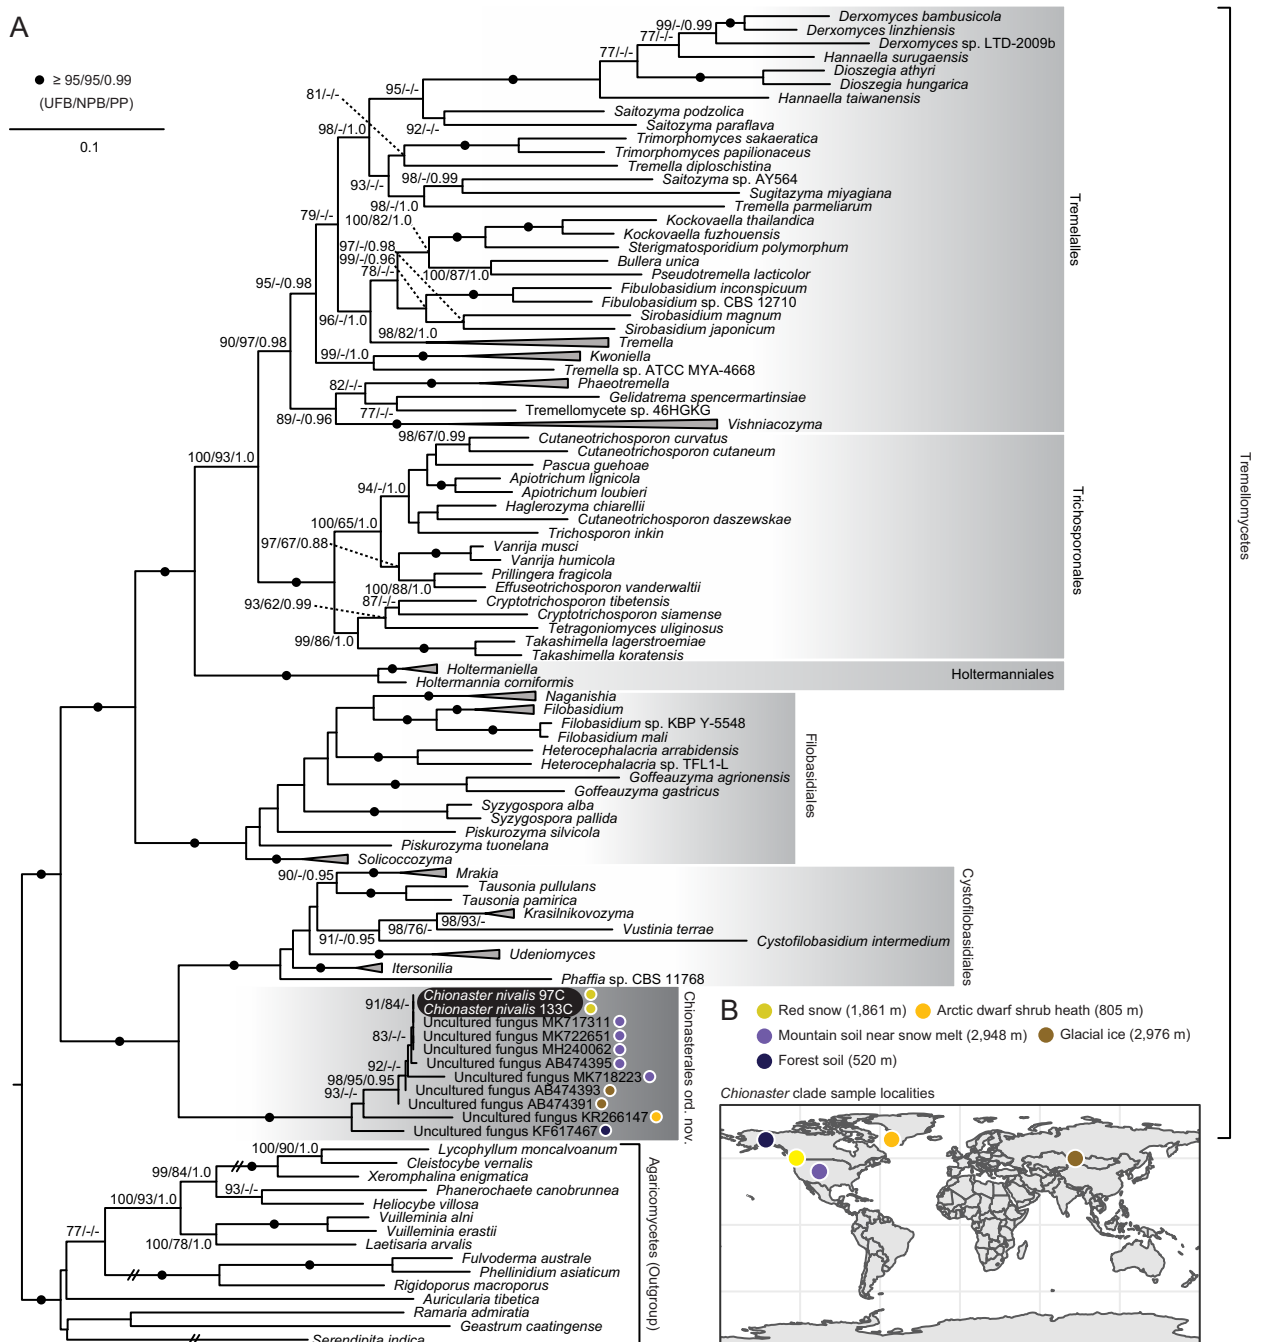 A
≥ 95/95/0.99
(UFB/NPB/PP)
0.1
99/-/0.99
77/-/-
77/-/-
Derxomyces bambusicola
Derxomyces linzhiensis
Derxomyces sp. LTD-2009b
Hannaella surugaensis
Dioszegia athyri
Dioszegia hungarica
Hannaella taiwanensis
95/-/-
81/-/-
Saitozyma podzolica
Saitozyma paraflava
92/-/-
98/-/1.0
Trimorphomyces sakaeratica
Trimorphomyces papilionaceus
Tremella diploschistina
93/-/-
98/-/0.99
Saitozyma sp. AY564
Sugitazyma miyagiana
98/-/1.0
Tremella parmeliarum
79/-/-
100/82/1.0
Kockovaella thailandica
Kockovaella fuzhouensis
Sterigmatosporidium polymorphum
97/-/0.98
99/-/0.96
78/-/-
Bullera unica
100/87/1.0
Pseudotremella lacticolor
95/-/0.98
Fibulobasidium inconspicuum
Fibulobasidium sp. CBS 12710
96/-/1.0
Sirobasidium magnum
Sirobasidium japonicum
98/82/1.0
Tremella
90/97/0.98
99/-/1.0
Kwoniella
Tremella sp. ATCC MYA-4668
82/-/-
Phaeotremella
Gelidatrema spencermartinsiae
77/-/-
Tremellomycete sp. 46HGKG
89/-/0.96
Vishniacozyma
Tremelalles
98/67/0.99
Cutaneotrichosporon curvatus
Cutaneotrichosporon cutaneum
100/93/1.0
Pascua guehoae
94/-/1.0
Apiotrichum lignicola
Apiotrichum loubieri
Haglerozyma chiarellii
100/65/1.0
Cutaneotrichosporon daszewskae
Trichosporon inkin
97/67/0.88
Vanrija musci
Vanrija humicola
Prillingera fragicola
100/88/1.0
Effuseotrichosporon vanderwaltii
93/62/0.99
87/-/-
Cryptotrichosporon tibetensis
Cryptotrichosporon siamense
Tetragoniomyces uliginosus
99/86/1.0
Takashimella lagerstroemiae
Takashimella koratensis
Trichosporonales
Tremellomycetes
Holtermaniella
Holtermannia corniformis
Holtermanniales
Naganishia
Filobasidium
Filobasidium sp. KBP Y-5548
Filobasidium mali
Heterocephalacria arrabidensis
Heterocephalacria sp. TFL1-L
Goffeauzyma agrionensis
Goffeauzyma gastricus
Syzygospora alba
Syzygospora pallida
Piskurozyma silvicola
Piskurozyma tuonelana
Solicoccozyma
Filobasidiales
90/-/0.95
Mrakia
Tausonia pullulans
Tausonia pamirica
Krasilnikovozyma
98/76/-
98/93/-
Vustinia terrae
91/-/0.95
Cystofilobasidium intermedium
Udeniomyces
Itersonilia
Phaffia sp. CBS 11768
Cystofilobasidiales
91/84/-
Chionaster nivalis 97C
Chionaster nivalis 133C
Uncultured fungus MK717311
83/-/-
Uncultured fungus MK722651
Uncultured fungus MH240062
Uncultured fungus AB474395
92/-/-
Uncultured fungus MK718223
98/95/0.95
93/-/-
Uncultured fungus AB474393
Uncultured fungus AB474391
Uncultured fungus KR266147
Uncultured fungus KF617467
Chionasterales ord. nov.
100/90/1.0
Lycophyllum moncalvoanum
Cleistocybe vernalis
99/84/1.0
Xeromphalina enigmatica
93/-/-
Phanerochaete canobrunnea
100/93/1.0
Heliocybe villosa
Vuilleminia alni
77/-/-
Vuilleminia erastii
100/78/1.0
Laetisaria arvalis
Fulvoderma australe
Phellinidium asiaticum
Rigidoporus macroporus
Auricularia tibetica
Ramaria admiratia
Geastrum caatingense
Serendipita indica
Agaricomycetes (Outgroup)
B
Red snow (1,861 m)
Arctic dwarf shrub heath (805 m)
Mountain soil near snow melt (2,948 m)
Glacial ice (2,976 m)
Forest soil (520 m)
Chionaster clade sample localities